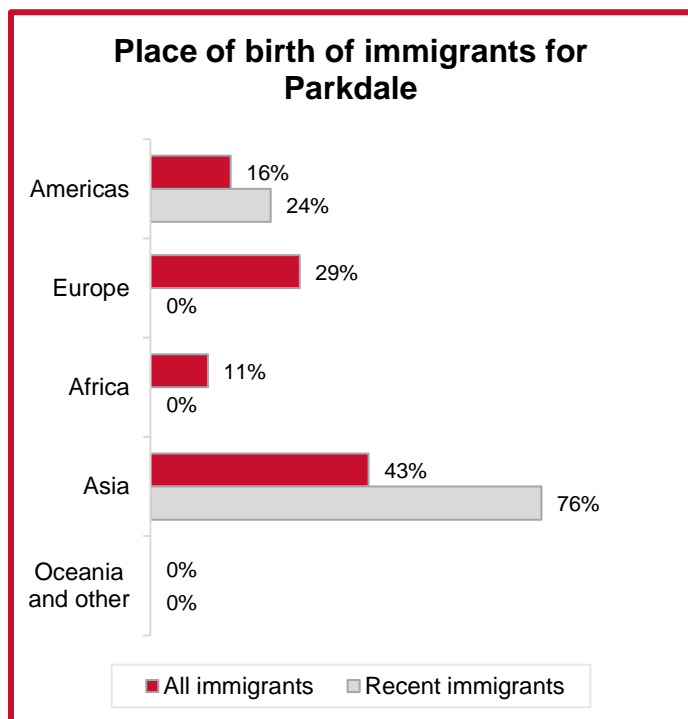 Place of birth of immigrants for
Parkdale
Americas
16%
24%
Europe
29%
0%
Africa
11%
0%
Asia
43%
76%
Oceania
and other
0%
0%
All immigrants
Recent immigrants